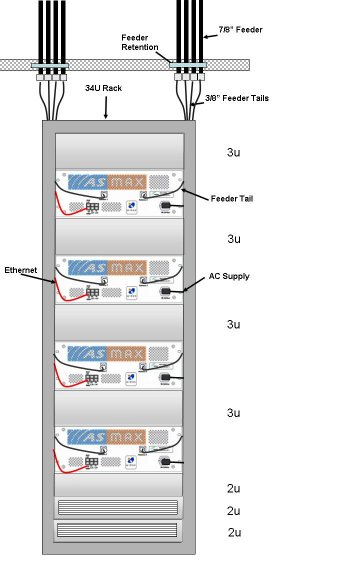 7/8" Feeder
Feeder
Retention
34U Rack
3/8" Feeder Tails
3u
AS MAX
Feeder Tail
3u
Ethernet
AS MAX
AC Supply
3u
AS MAX
3u
AS MAX
2u
2u
2u